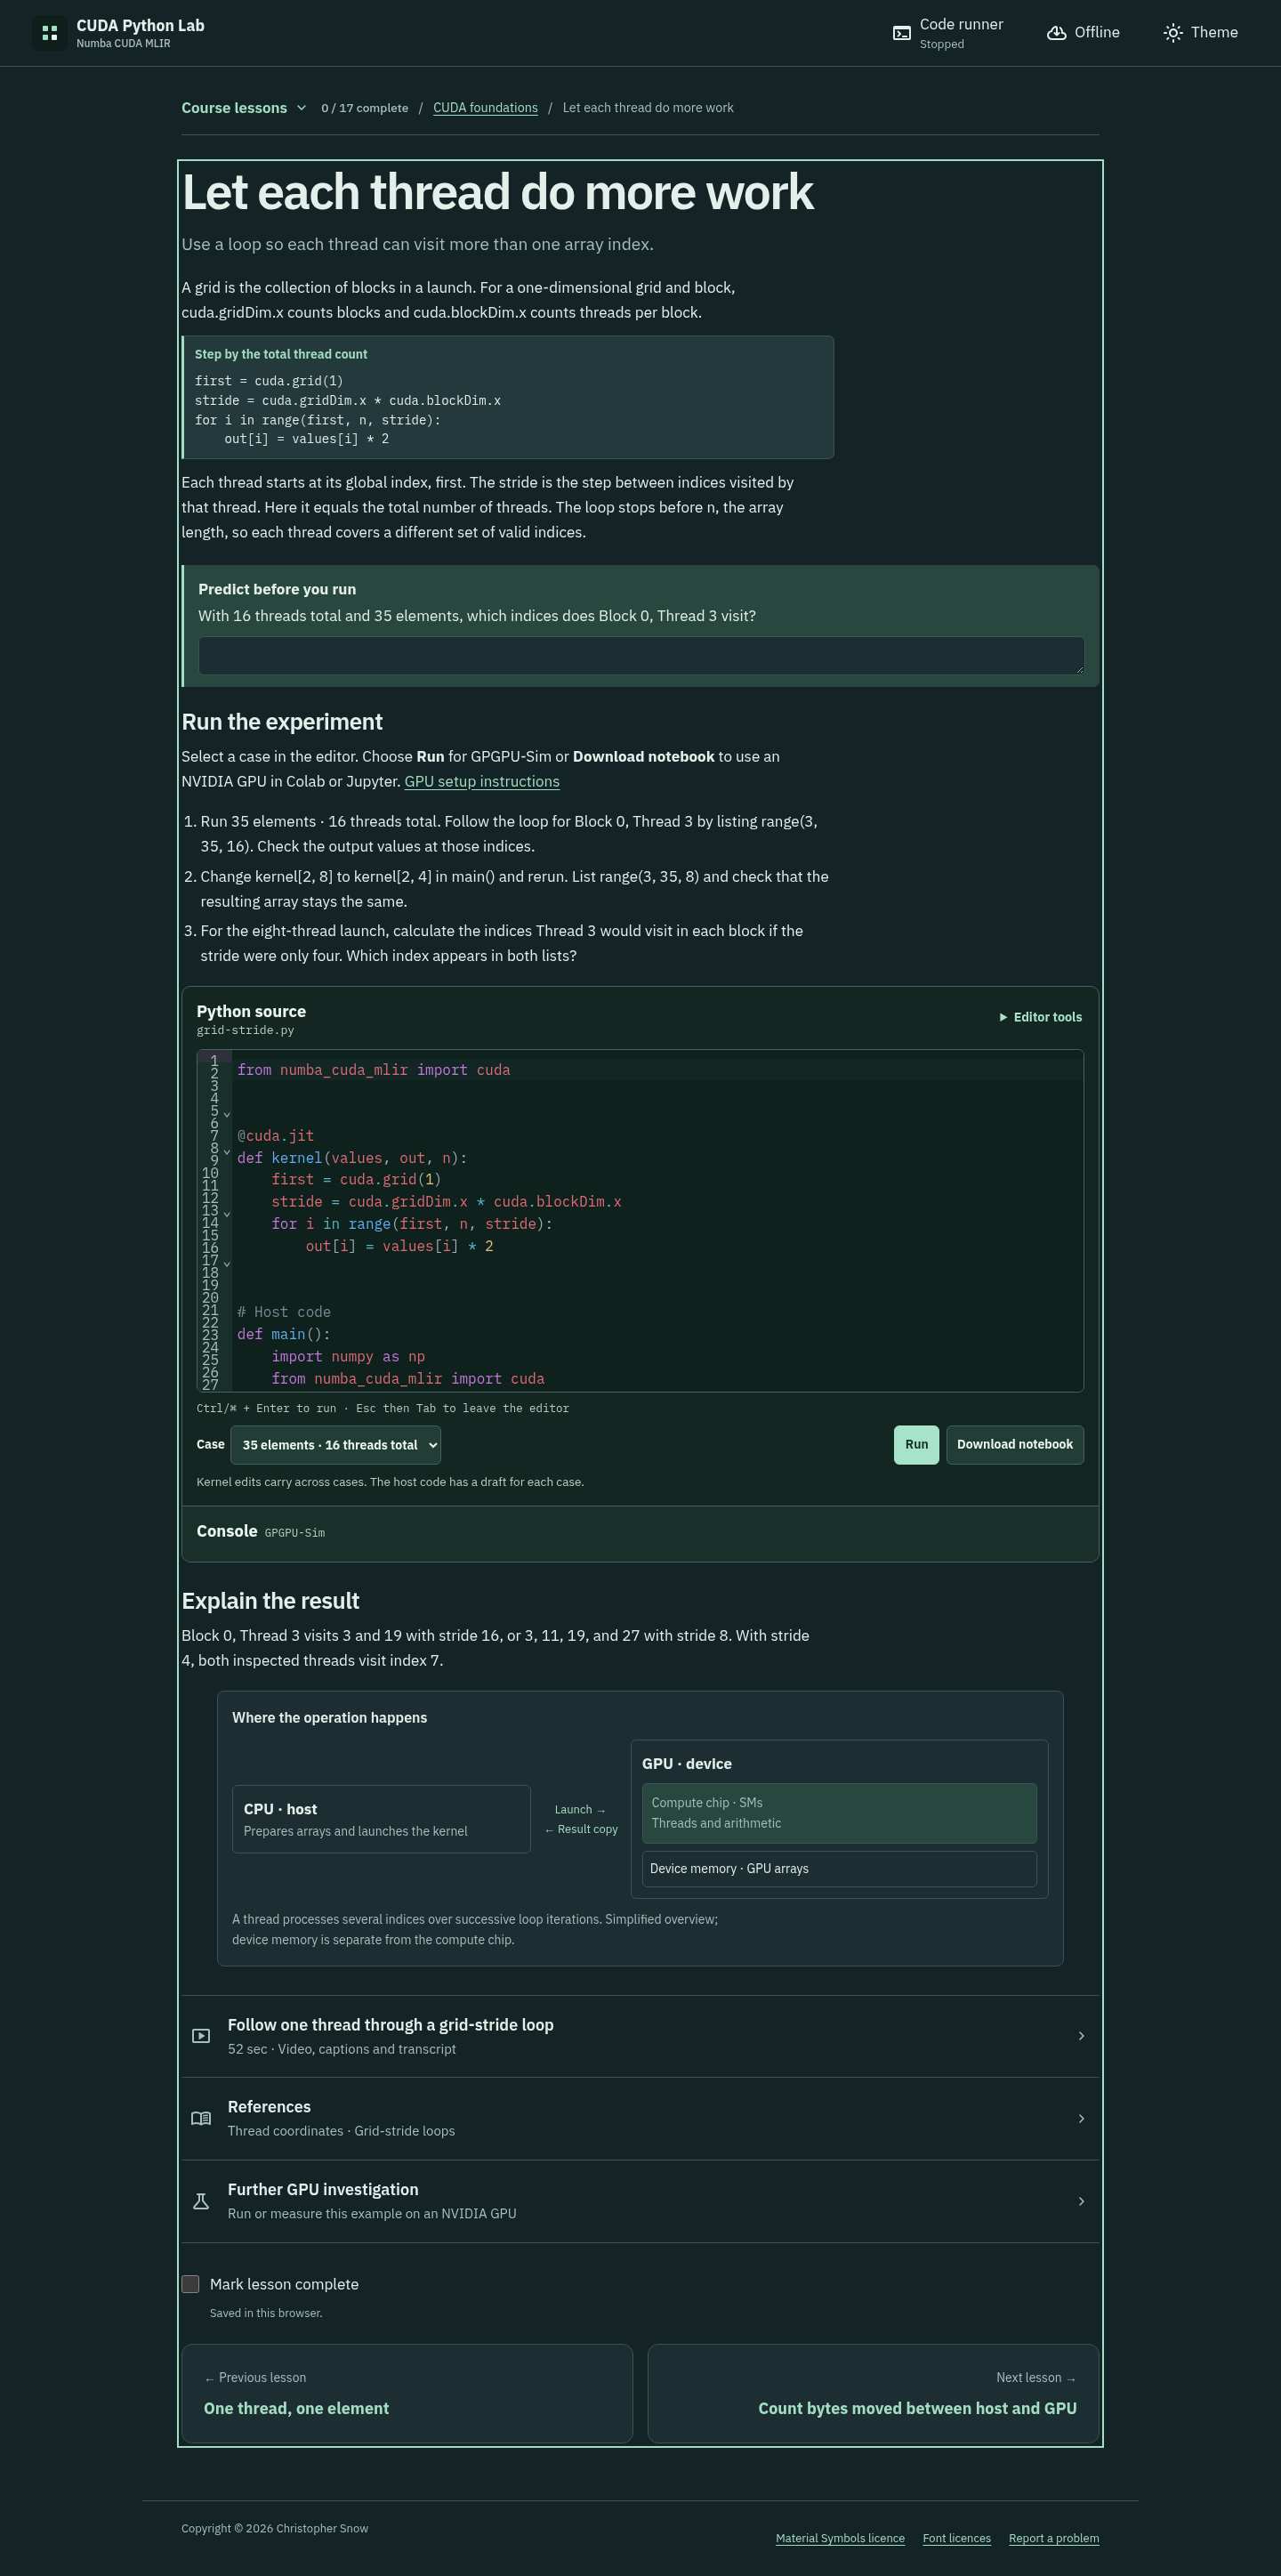 CUDA Python Lab
Numba CUDA MLIR
Code runner
Stopped
Offline
Theme
Course lessons
0 / 17 complete / CUDA foundations / Let each thread do more work
Let each thread do more work
Use a loop so each thread can visit more than one array index.
A grid is the collection of blocks in a launch. For a one-dimensional grid and block,
cuda.gridDim.x counts blocks and cuda.blockDim.x counts threads per block.
Step by the total thread count
first = cuda.grid(1)
stride = cuda.gridDim.x * cuda.blockDim.x
for i in range(first, n, stride):
    out[i] = values[i] * 2
Each thread starts at its global index, first. The stride is the step between indices visited by
that thread. Here it equals the total number of threads. The loop stops before n, the array
length, so each thread covers a different set of valid indices.
Predict before you run
With 16 threads total and 35 elements, which indices does Block 0, Thread 3 visit?
Run the experiment
Select a case in the editor. Choose Run for GPGPU-Sim or Download notebook to use an
NVIDIA GPU in Colab or Jupyter. GPU setup instructions
1. Run 35 elements · 16 threads total. Follow the loop for Block 0, Thread 3 by listing range(3,
35, 16). Check the output values at those indices.
2. Change kernel[2, 8] to kernel[2, 4] in main() and rerun. List range(3, 35, 8) and check that the
resulting array stays the same.
3. For the eight-thread launch, calculate the indices Thread 3 would visit in each block if the
stride were only four. Which index appears in both lists?
Python source
grid-stride.py
▶ Editor tools
1
2
3
4
5
6
7
8
9
10
11
12
13
14
15
16
17
18
19
20
21
22
23
24
25
26
27
from numba_cuda_mlir import cuda
@cuda.jit
def kernel(values, out, n):
    first = cuda.grid(1)
    stride = cuda.gridDim.x * cuda.blockDim.x
    for i in range(first, n, stride):
        out[i] = values[i] * 2
# Host code
def main():
    import numpy as np
    from numba_cuda_mlir import cuda
Ctrl/⌘ + Enter to run · Esc then Tab to leave the editor
Case
35 elements · 16 threads total
Run
Download notebook
Kernel edits carry across cases. The host code has a draft for each case.
Console GPGPU-Sim
Explain the result
Block 0, Thread 3 visits 3 and 19 with stride 16, or 3, 11, 19, and 27 with stride 8. With stride
4, both inspected threads visit index 7.
Where the operation happens
CPU · host
Prepares arrays and launches the kernel
Launch →
← Result copy
GPU · device
Compute chip · SMs
Threads and arithmetic
Device memory · GPU arrays
A thread processes several indices over successive loop iterations. Simplified overview;
device memory is separate from the compute chip.
Follow one thread through a grid-stride loop
52 sec · Video, captions and transcript
References
Thread coordinates · Grid-stride loops
Further GPU investigation
Run or measure this example on an NVIDIA GPU
Mark lesson complete
Saved in this browser.
← Previous lesson
One thread, one element
Next lesson →
Count bytes moved between host and GPU
Copyright © 2026 Christopher Snow
Material Symbols licence
Font licences
Report a problem